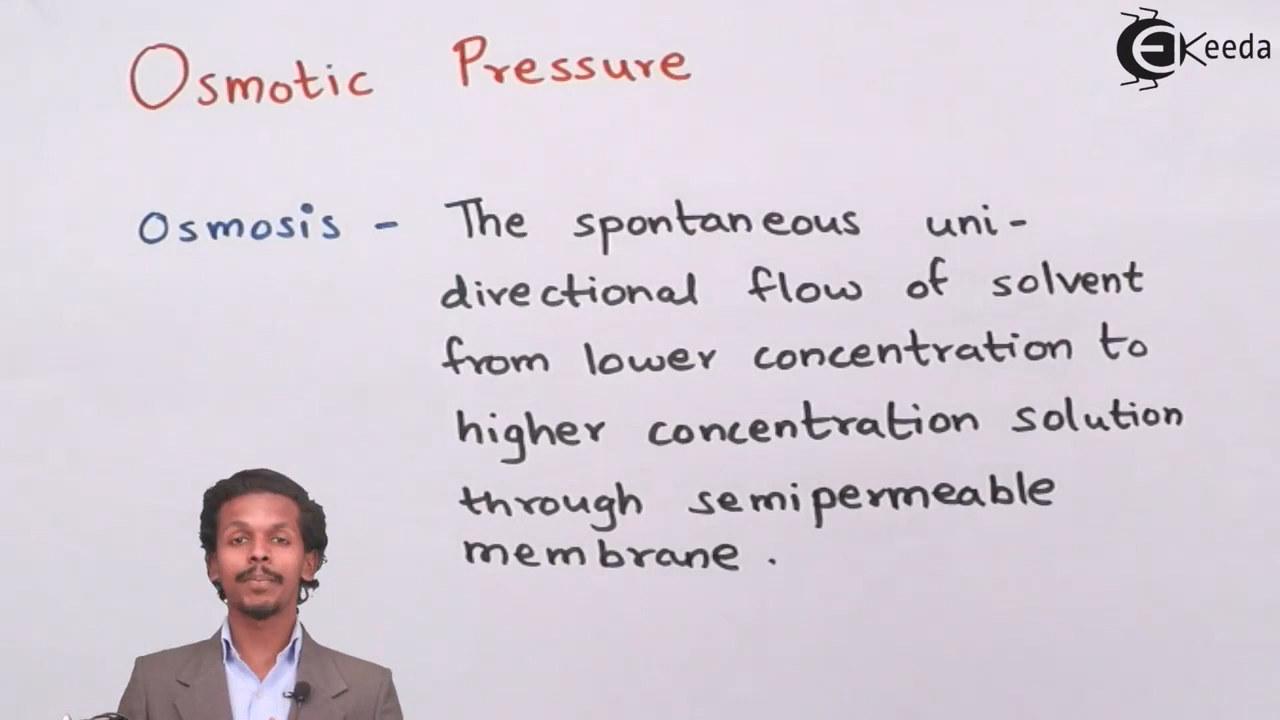 Osmotic Pressure
EKeeda
Osmosis - The spontaneous uni-
directional flow of solvent
from lower concentration to
higher concentration solution
through semipermeable
membrane.